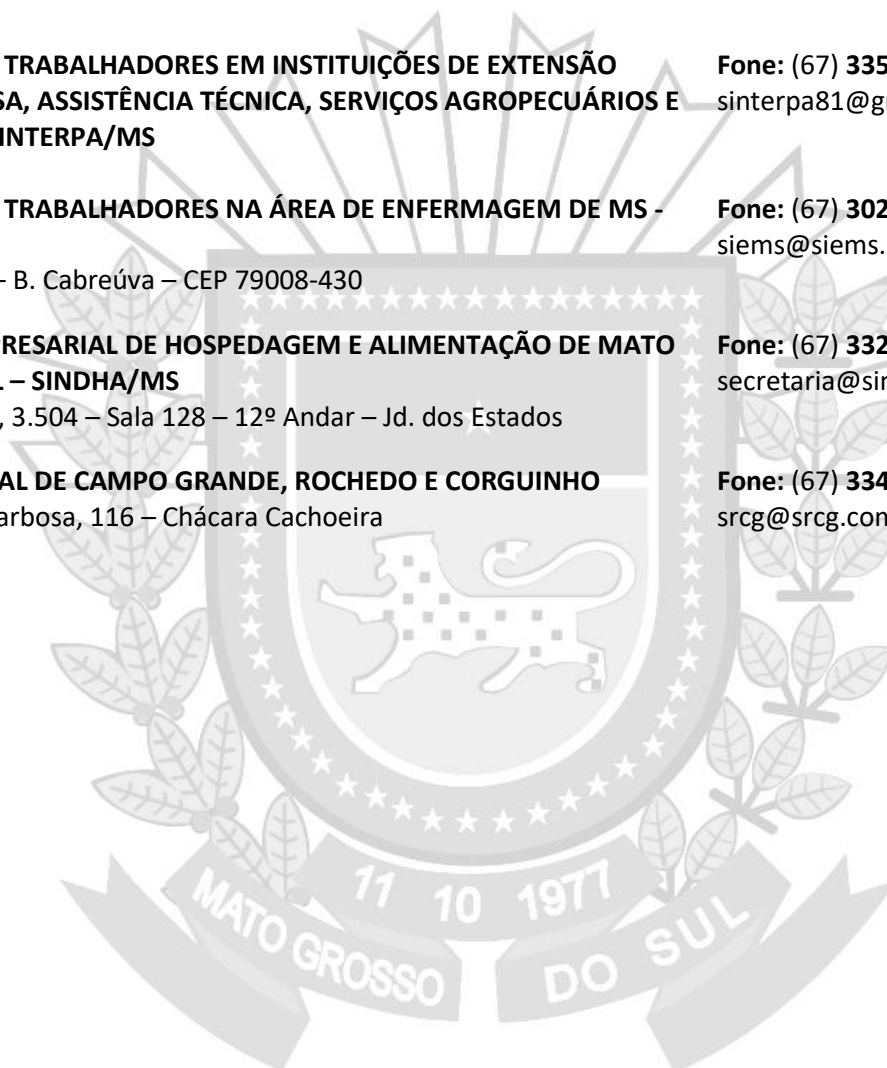 TRABALHADORES EM INSTITUIÇÕES DE EXTENSÃO Fone: (67) 335
SA, ASSISTÊNCIA TÉCNICA, SERVIÇOS AGROPECUÁRIOS E sinterpa81@g
INTERPA/MS
TRABALHADORES NA ÁREA DE ENFERMAGEM DE MS - Fone: (67) 302
siems@siems.
– B. Cabreúva – CEP 79008-430
PRESARIAL DE HOSPEDAGEM E ALIMENTAÇÃO DE MATO Fone: (67) 332
L – SINDHA/MS secretaria@sin
, 3.504 – Sala 128 – 12º Andar – Jd. dos Estados
AL DE CAMPO GRANDE, ROCHEDO E CORGUINHO Fone: (67) 334
arbosa, 116 – Chácara Cachoeira srcg@srcg.com
11 10 1977
MATO GROSSO DO SUL